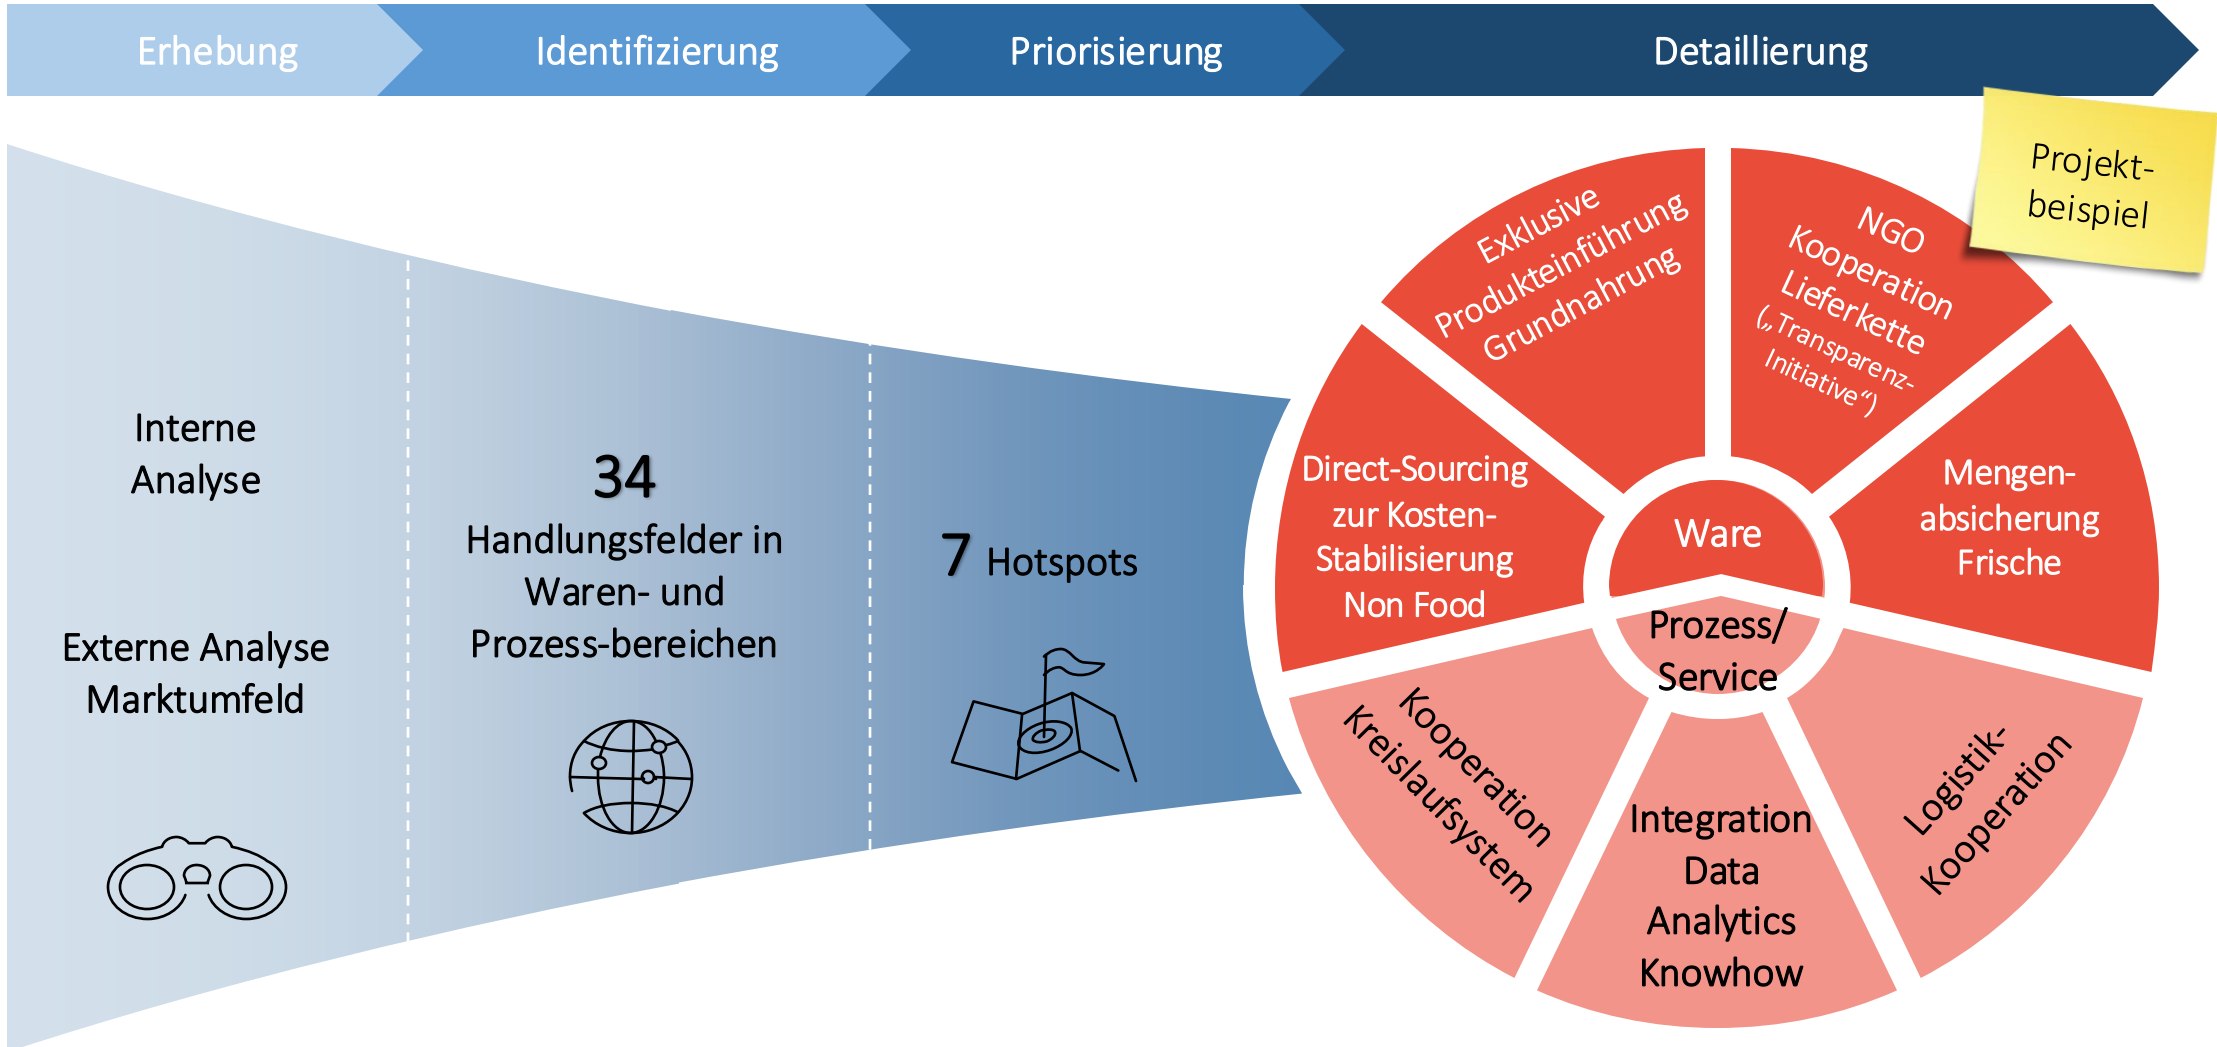 Erhebung
Identifizierung
Priorisierung
Detaillierung
Projekt-
beispiel
Interne
Analyse
Externe Analyse
Marktumfeld
34
Handlungsfelder in
Waren- und
Prozess-bereichen
7 Hotspots
Exklusive
Produkteinführung
Grundnahrung
NGO
Kooperation
Lieferkette
(„Transparenz-
Initiative“)
Direct-Sourcing
zur Kosten-
Stabilisierung
Non Food
Mengen-
absicherung
Frische
Ware
Prozess/
Service
Kooperation
Kreislaufsystem
Integration
Data
Analytics
Knowhow
Logistik-
Kooperation